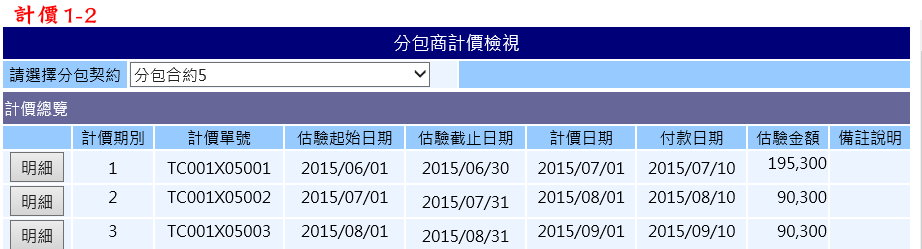 計價1-2
分包商計價檢視
請選擇分包契約 分包合約5
計價總覽
計價期別 計價單號 估驗起始日期 估驗截止日期 計價日期 付款日期 估驗金額 備註說明
明細 1 TC001X05001 2015/06/01 2015/06/30 2015/07/01 2015/07/10 195,300
明細 2 TC001X05002 2015/07/01 2015/07/31 2015/08/01 2015/08/10 90,300
明細 3 TC001X05003 2015/08/01 2015/08/31 2015/09/01 2015/09/10 90,300